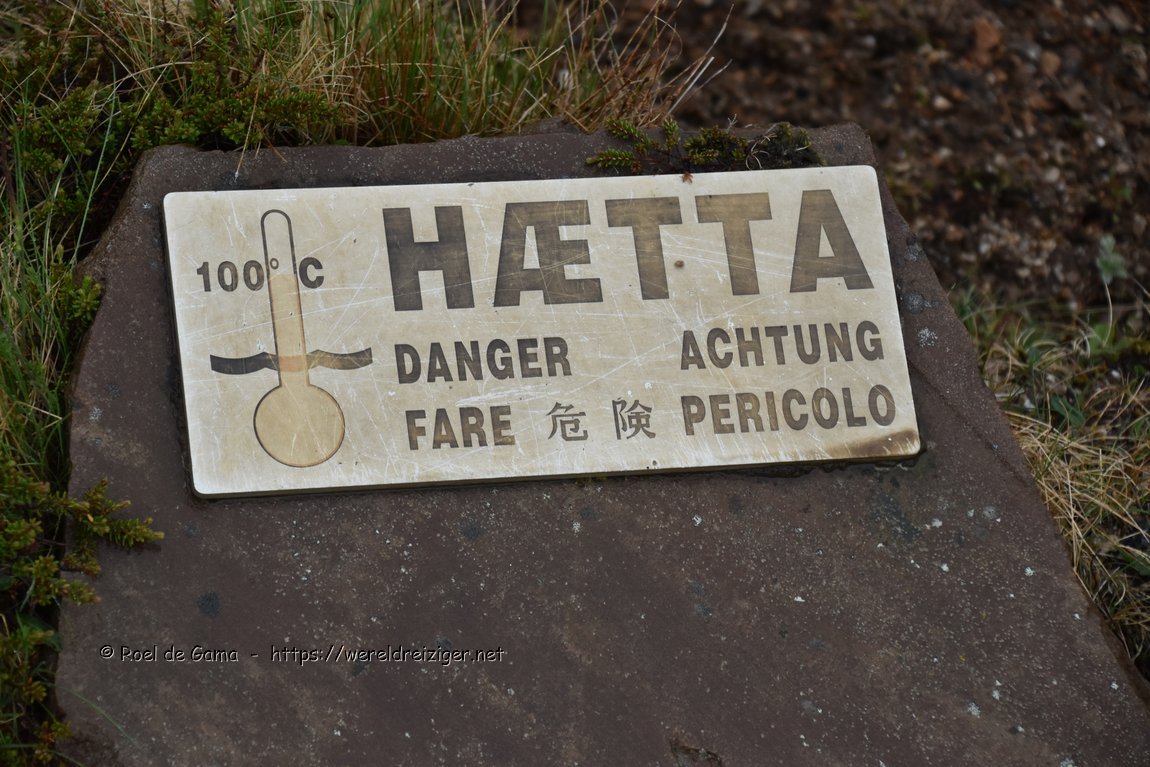 HÆTTA
100°C
DANGER ACHTUNG
FARE 危険 PERICOLO
© Roel de Gama - https://wereldreiziger.net